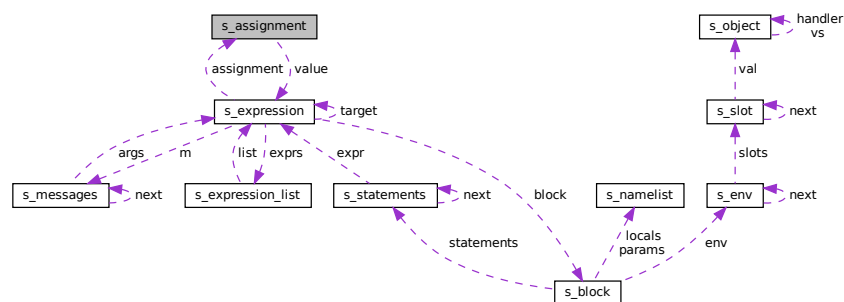 s_assignment
s_object
handler
vs
assignment
value
val
s_expression
target
s_slot
next
args
m
list
exprs
expr
block
slots
s_messages
next
s_expression_list
s_statements
next
s_namelist
s_env
next
statements
locals
params
env
s_block